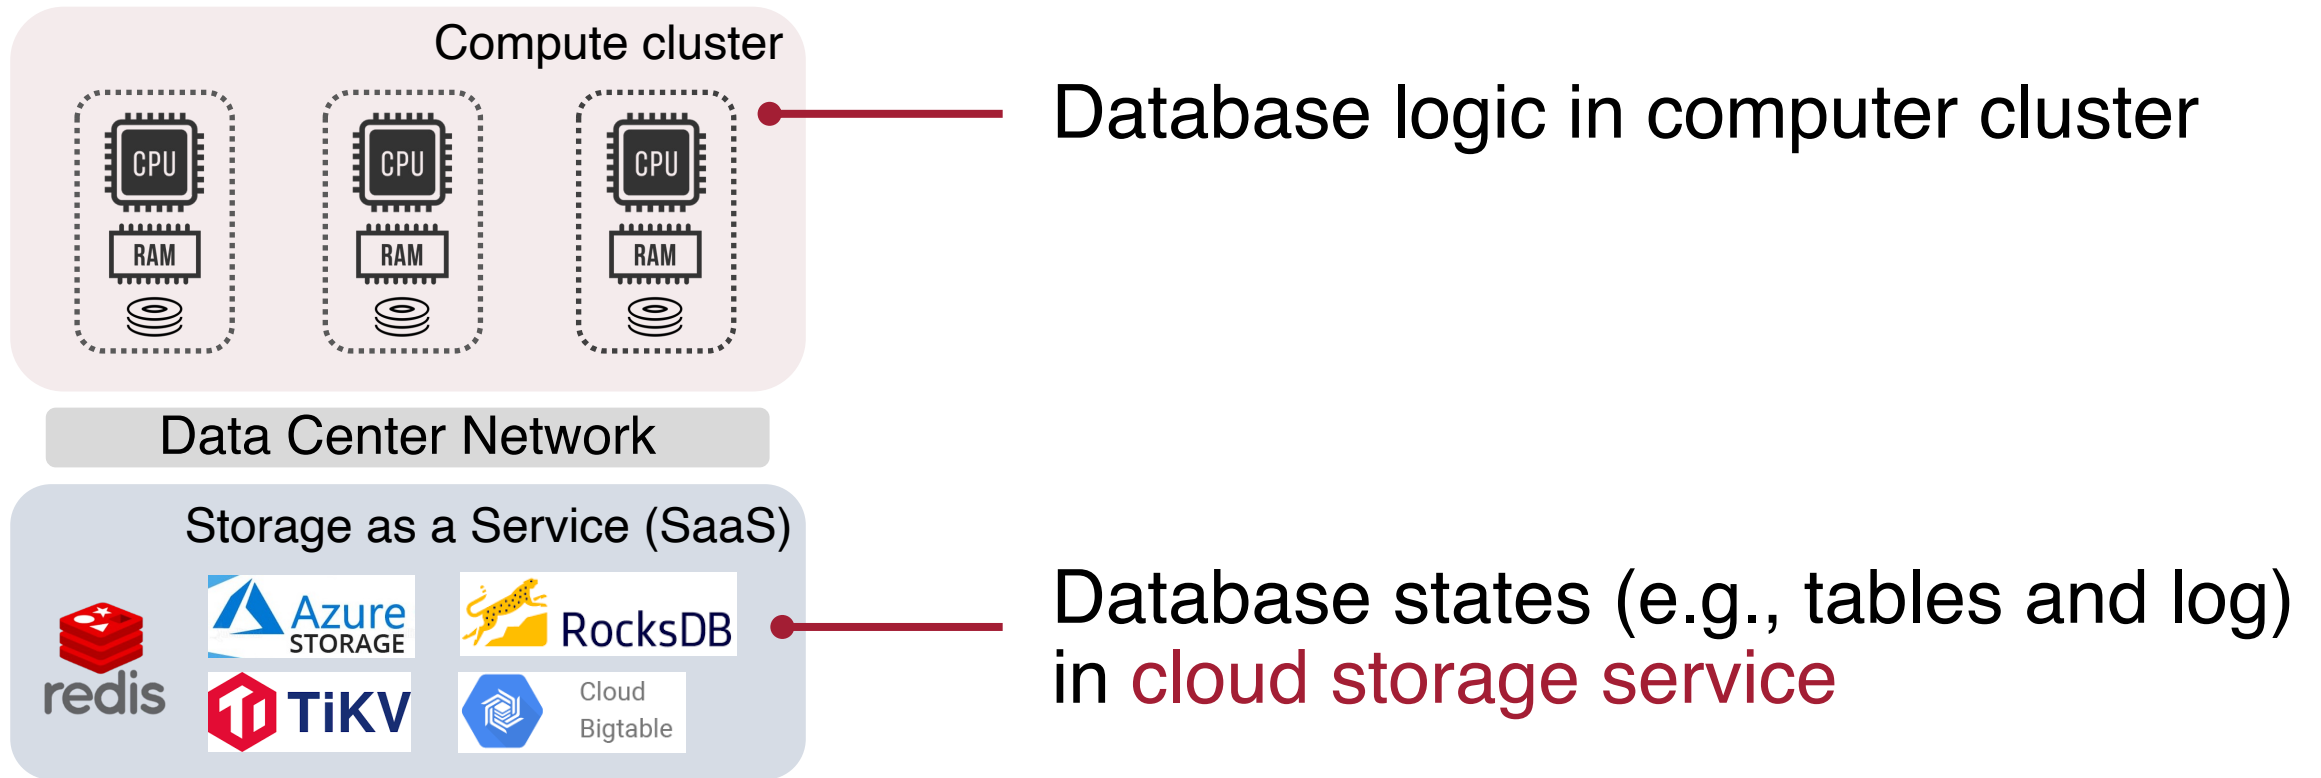 Compute cluster
CPU
CPU
CPU
RAM
RAM
RAM
Database logic in computer cluster
Data Center Network
Storage as a Service (SaaS)
redis
Azure
STORAGE
RocksDB
TiKV
Cloud
Bigtable
Database states (e.g., tables and log)
in cloud storage service